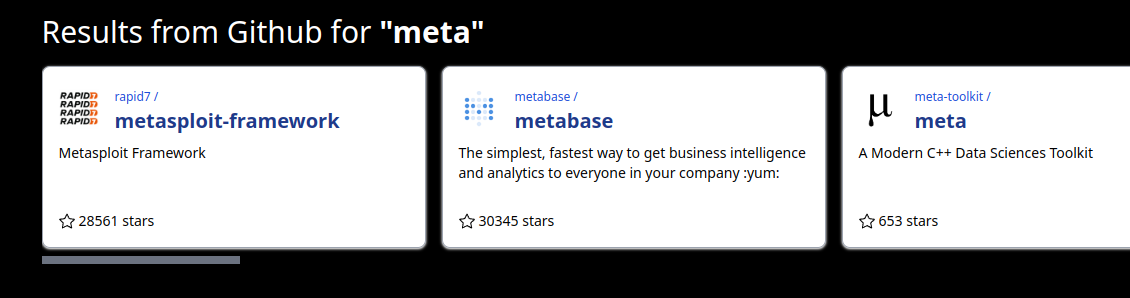 Results from Github for "meta"
RAPID7
RAPID7
RAPID7
RAPID7
rapid7 /
metasploit-framework
Metasploit Framework
28561 stars
metabase /
metabase
The simplest, fastest way to get business intelligence
and analytics to everyone in your company :yum:
30345 stars
μ
meta-toolkit /
meta
A Modern C++ Data Sciences Toolkit
653 stars